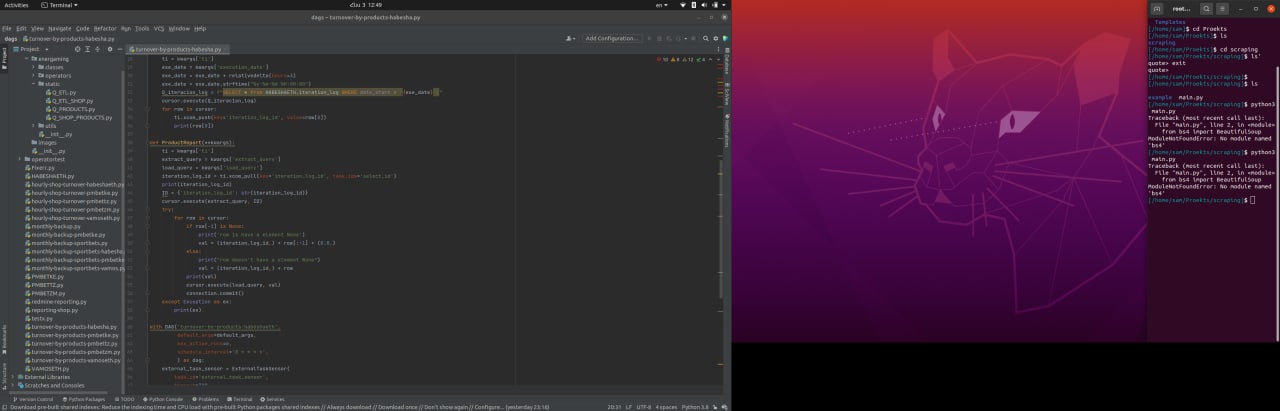 Activities
Terminal
Հև 3 12:49
en
dags – turnover-by-products-habesha.py
File Edit View Navigate Code Refactor Run Tools VCS Window Help
dags
turnover-by-products-habesha.py
Add Configuration...
Project
turnover-by-products-habesha.py
energaming
classes
operators
static
Q_ETL.py
Q_ETL_SHOP.py
Q_PRODUCTS.py
Q_SHOP_PRODUCTS.py
utils
__init__.py
images
__init__.py
operatortest
Fixerr.py
HABESHAETH.py
hourly-shop-turnover-habeshaeth.py
hourly-shop-turnover-pmbetke.py
hourly-shop-turnover-pmbettz.py
hourly-shop-turnover-pmbetzm.py
hourly-shop-turnover-vamoseth.py
monthly-backup.py
monthly-backup-pmbetke.py
monthly-backup-sportbets.py
monthly-backup-sportbets-habesha
monthly-backup-sportbets-pmbetke
monthly-backup-sportbets-vamos.
PMBETKE.py
PMBETTZ.py
PMBETZM.py
redmine-reporting.py
reporting-shop.py
testx.py
turnover-by-products-habesha.py
turnover-by-products-pmbetke.py
turnover-by-products-pmbettz.py
turnover-by-products-pmbetzm.py
turnover-by-products-vamoseth.py
VAMOSETH.py
External Libraries
Scratches and Consoles
ti = kwargs['ti']
exe_date = kwargs['execution_date']
exe_date = exe_date + relativedelta(hours=3)
cursor.execute(Q_iteracion_log)
for row in cursor:
ti.xcom_push(key='iteration_log_id', value=row[0])
print(row[0])
def ProductReport(**kwargs):
ti = kwargs['ti']
extract_query = kwargs['extract_query']
load_query = kwargs['load_query']
iteration_log_id = ti.xcom_pull(key='iteration_log_id', task_ids='select_id')
print(iteration_log_id)
ID = {'iteration_log_id': str(iteration_log_id)}
cursor.execute(extract_query, ID)
try:
for row in cursor:
if row[-1] is None:
print('row is have a element None')
val = (iteration_log_id,) + row[:-1] + (0.0,)
else:
print('row doesn't have a element None')
val = (iteration_log_id,) + row
print(val)
cursor.execute(load_query, val)
connection.commit()
except Exception as ex:
print(ex)
with DAG('turnover-by-products-habeshaeth',
default_args=default_args,
) as dag:
external_task_sensor = ExternalTaskSensor(
task_id='external_task_sensor',
Version Control
Python Packages
TODO
Python Console
Problems
Terminal
Services
Download pre-built shared indexes: Reduce the indexing time and CPU load with pre-built Python packages shared indexes // Always download // Download once // Don't show again // Configure... (yesterday 23:16)
20:31 LF UTF-8 4 spaces Python 3.8
root...
Templates
[/home/sam]$ cd Proekts
[/home/sam/Proekts]$ ls
scraping
[/home/sam/Proekts]$ cd scraping
[/home/sam/Proekts/scraping]$ ls'
quote> exit
quote>
[/home/sam/Proekts/scraping]$
[/home/sam/Proekts/scraping]$ ls
example main.py
[/home/sam/Proekts/scraping]$ python3
main.py
Traceback (most recent call last):
File "main.py", line 2, in <module>
from bs4 import BeautifulSoup
ModuleNotFoundError: No module named
'bs4'
[/home/sam/Proekts/scraping]$ python3
main.py
Traceback (most recent call last):
File "main.py", line 2, in <module>
from bs4 import BeautifulSoup
ModuleNotFoundError: No module named
'bs4'
[/home/sam/Proekts/scraping]$